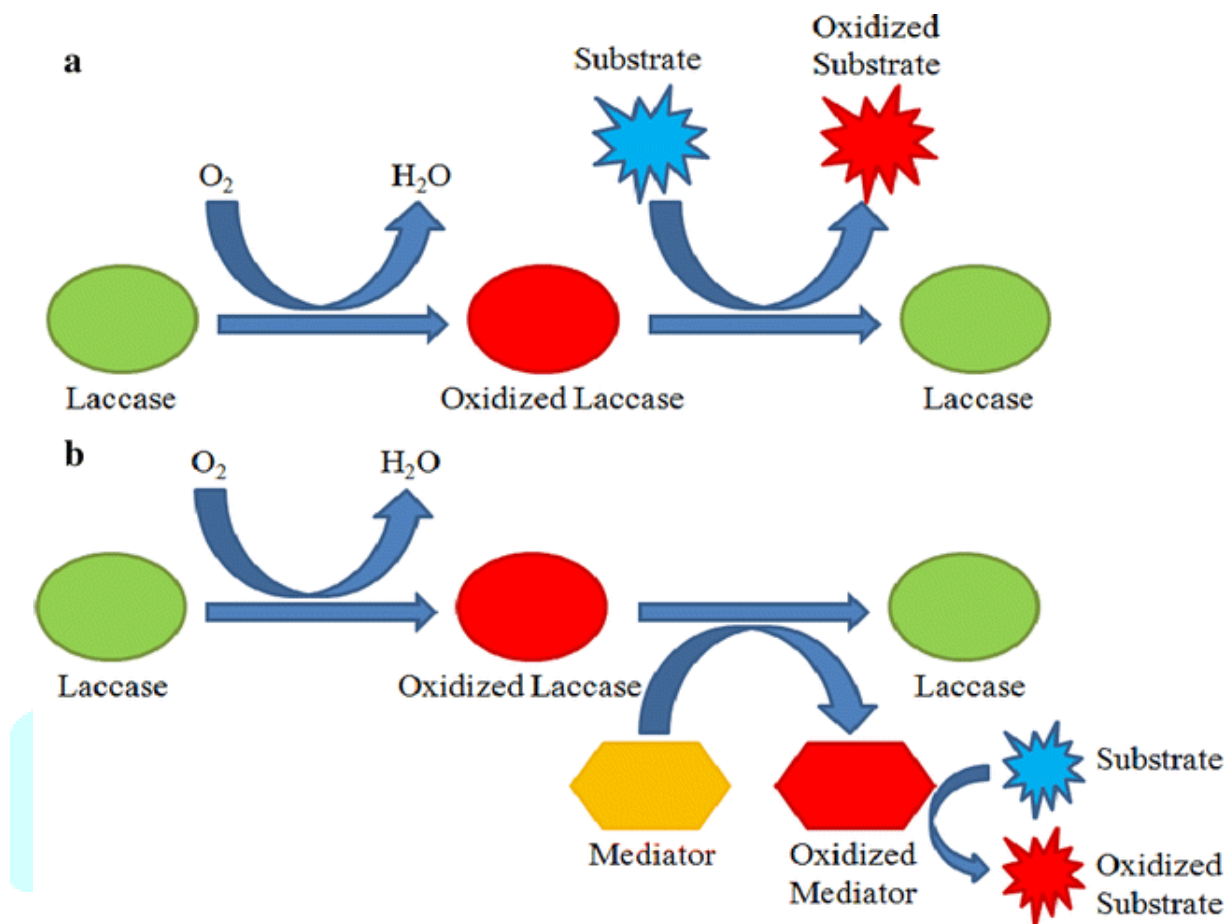 a
Substrate
Oxidized
Substrate
O₂
H₂O
Laccase
Oxidized Laccase
Laccase
b
O₂
H₂O
Laccase
Oxidized Laccase
Laccase
Mediator
Oxidized
Mediator
Substrate
Oxidized
Substrate